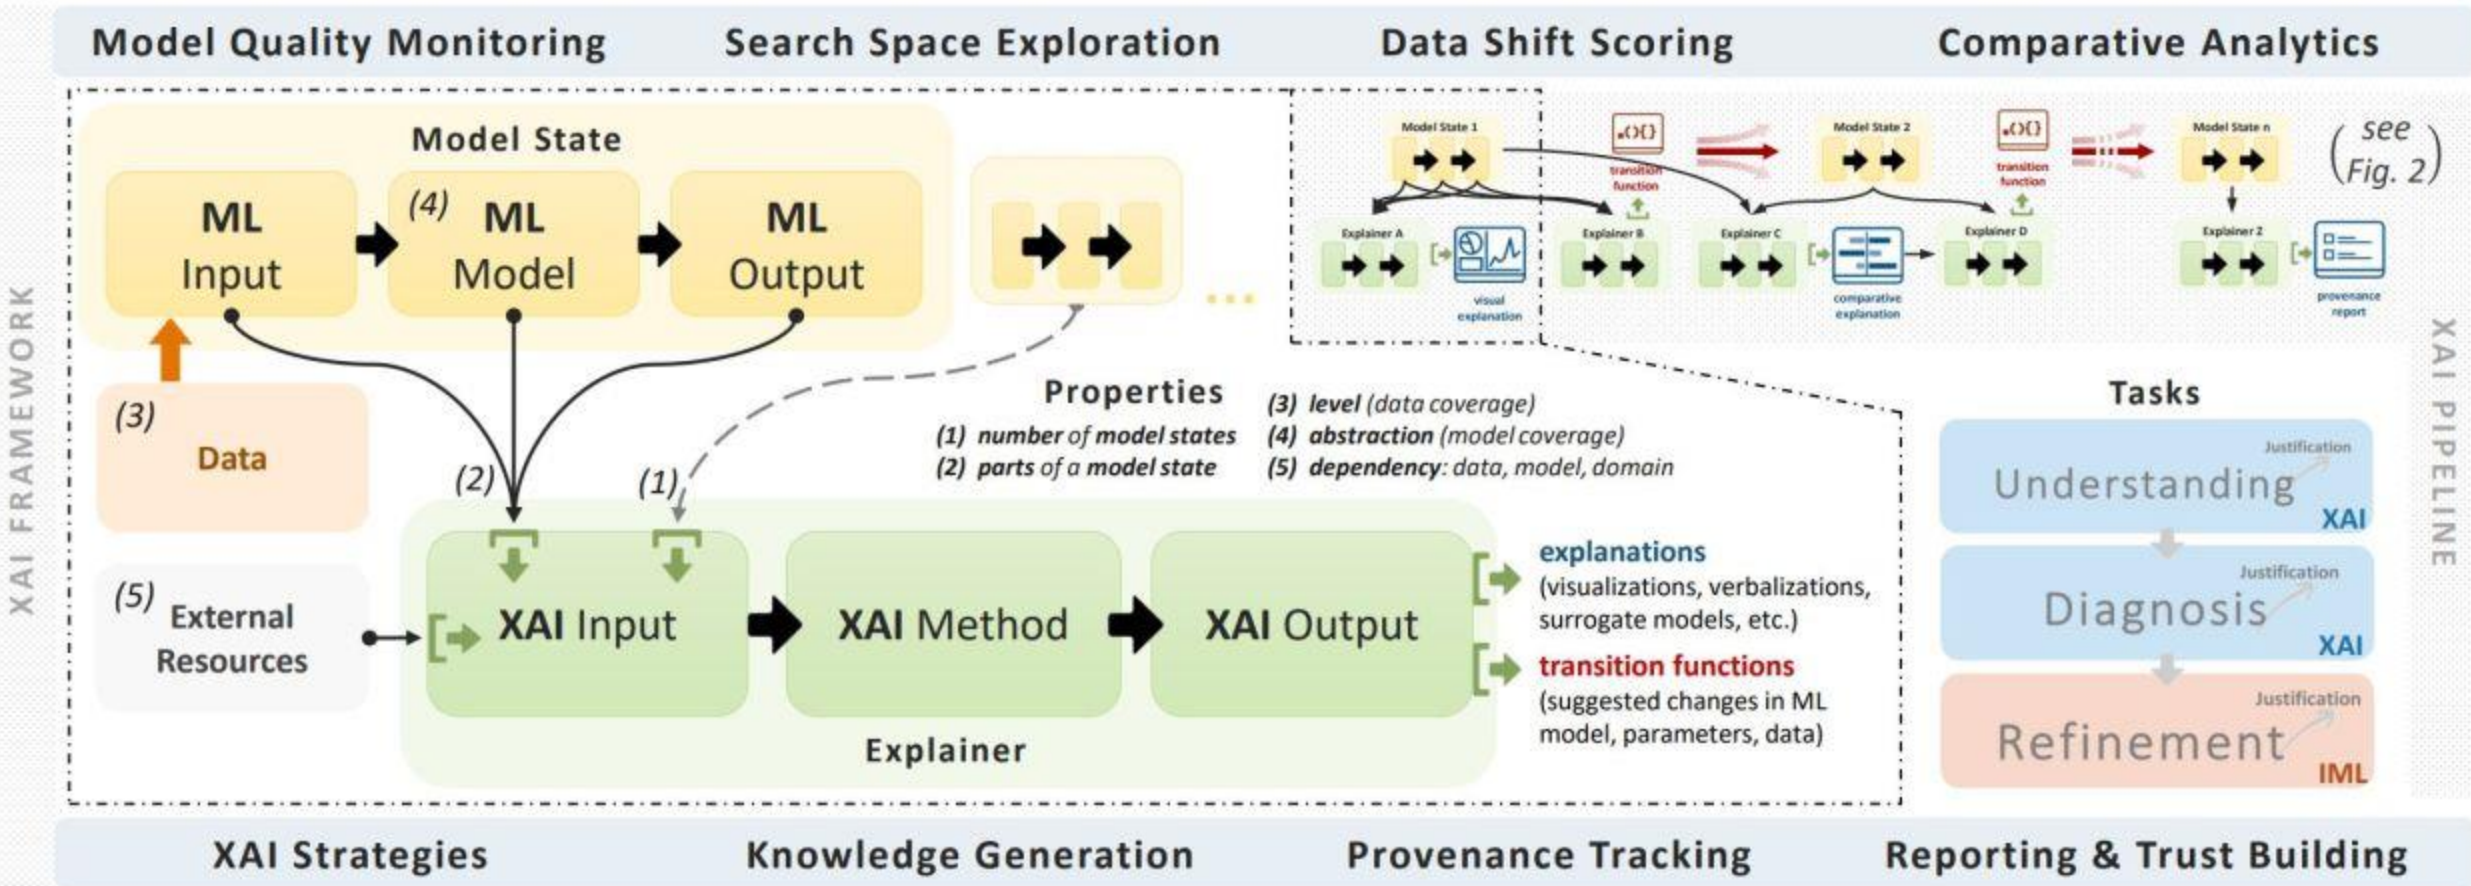 Model Quality Monitoring
Search Space Exploration
Data Shift Scoring
Comparative Analytics
XAI FRAMEWORK
Model State
ML
Input
(4)
ML
Model
ML
Output
...
(3)
Data
(5)
External
Resources
(2)
(1)
Properties
(1) number of model states
(2) parts of a model state
(3) level (data coverage)
(4) abstraction (model coverage)
(5) dependency: data, model, domain
XAI Input
XAI Method
XAI Output
Explainer
explanations
(visualizations, verbalizations,
surrogate models, etc.)
transition functions
(suggested changes in ML
model, parameters, data)
Model State 1
.(){}
transition
function
Model State 2
.(){}
transition
function
Model State n
(see
Fig. 2)
Explainer A
visual
explanation
Explainer B
Explainer C
comparative
explanation
Explainer D
Explainer Z
provenance
report
XAI PIPELINE
Tasks
Justification
Understanding
XAI
Justification
Diagnosis
XAI
Justification
Refinement
IML
XAI Strategies
Knowledge Generation
Provenance Tracking
Reporting & Trust Building